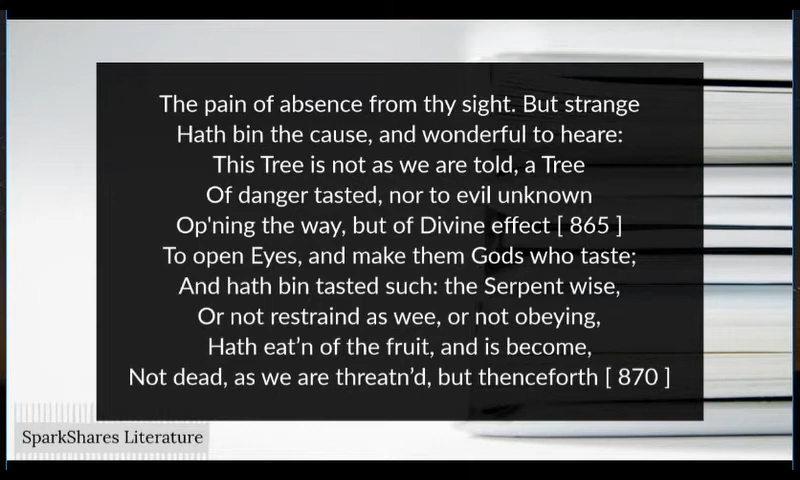 The pain of absence from thy sight. But strange
Hath bin the cause, and wonderful to heare:
This Tree is not as we are told, a Tree
Of danger tasted, nor to evil unknown
Op'ning the way, but of Divine effect [ 865 ]
To open Eyes, and make them Gods who taste;
And hath bin tasted such: the Serpent wise,
Or not restraind as wee, or not obeying,
Hath eat’n of the fruit, and is become,
Not dead, as we are threatn’d, but thenceforth [ 870 ]
SparkShares Literature